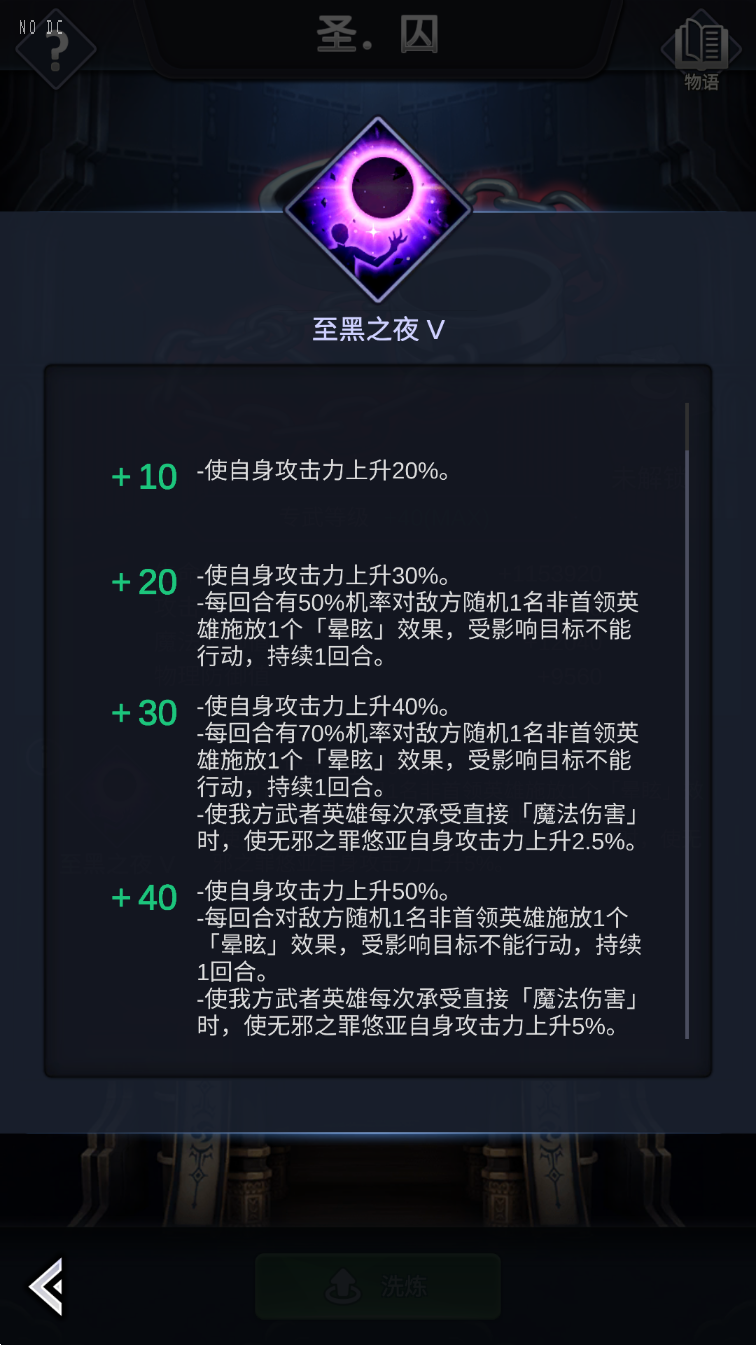 NO DC
?
圣. 囚
物语
至黑之夜 V
+10
-使自身攻击力上升20%。
+20
-使自身攻击力上升30%。
-每回合有50%机率对敌方随机1名非首领英
雄施放1个「晕眩」效果，受影响目标不能
行动，持续1回合。
+30
-使自身攻击力上升40%。
-每回合有70%机率对敌方随机1名非首领英
雄施放1个「晕眩」效果，受影响目标不能
行动，持续1回合。
-使我方武者英雄每次承受直接「魔法伤害」
时，使无邪之罪悠亚自身攻击力上升2.5%。
+40
-使自身攻击力上升50%。
-每回合对敌方随机1名非首领英雄施放1个
「晕眩」效果，受影响目标不能行动，持续
1回合。
-使我方武者英雄每次承受直接「魔法伤害」
时，使无邪之罪悠亚自身攻击力上升5%。
洗炼